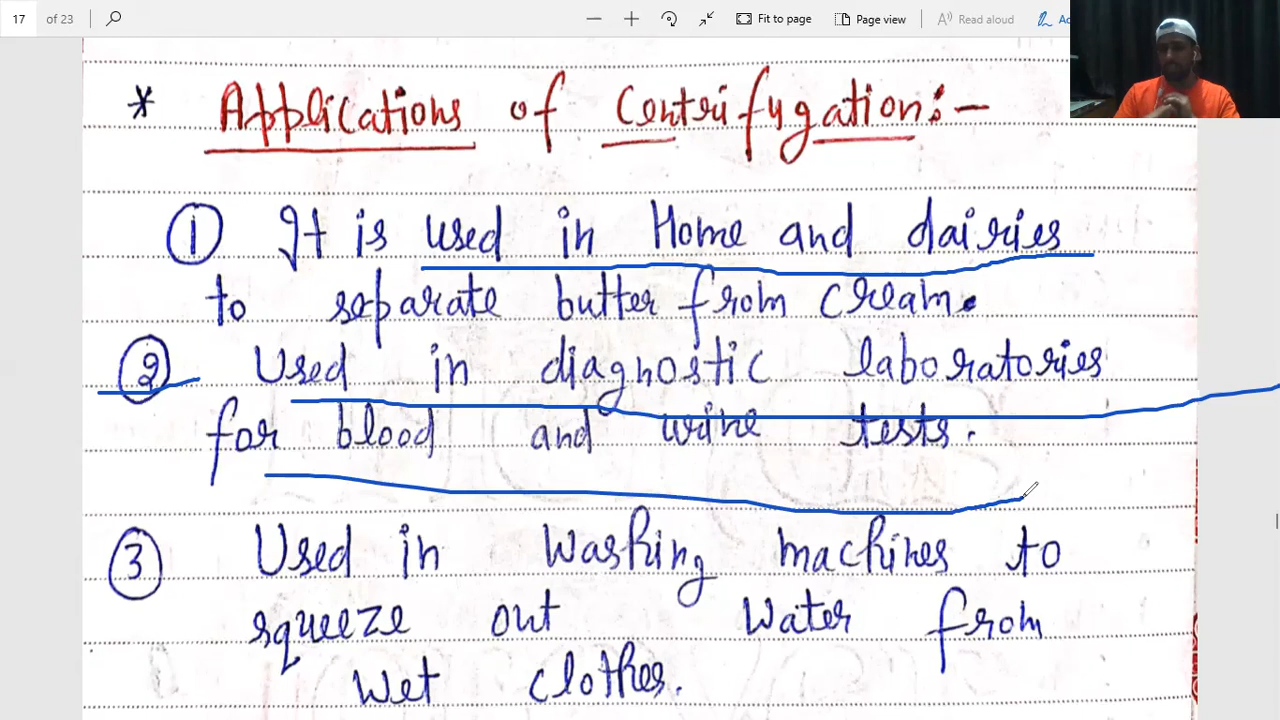 17 of 23
Fit to page
Page view
Read aloud
* Applications of Centrifugation:-
① It is used in Home and dairies
to separate butter from cream.
② Used in diagnostic laboratories
for blood and urine tests.
③ Used in Washing machines to
squeeze out Water from
Wet clothes.